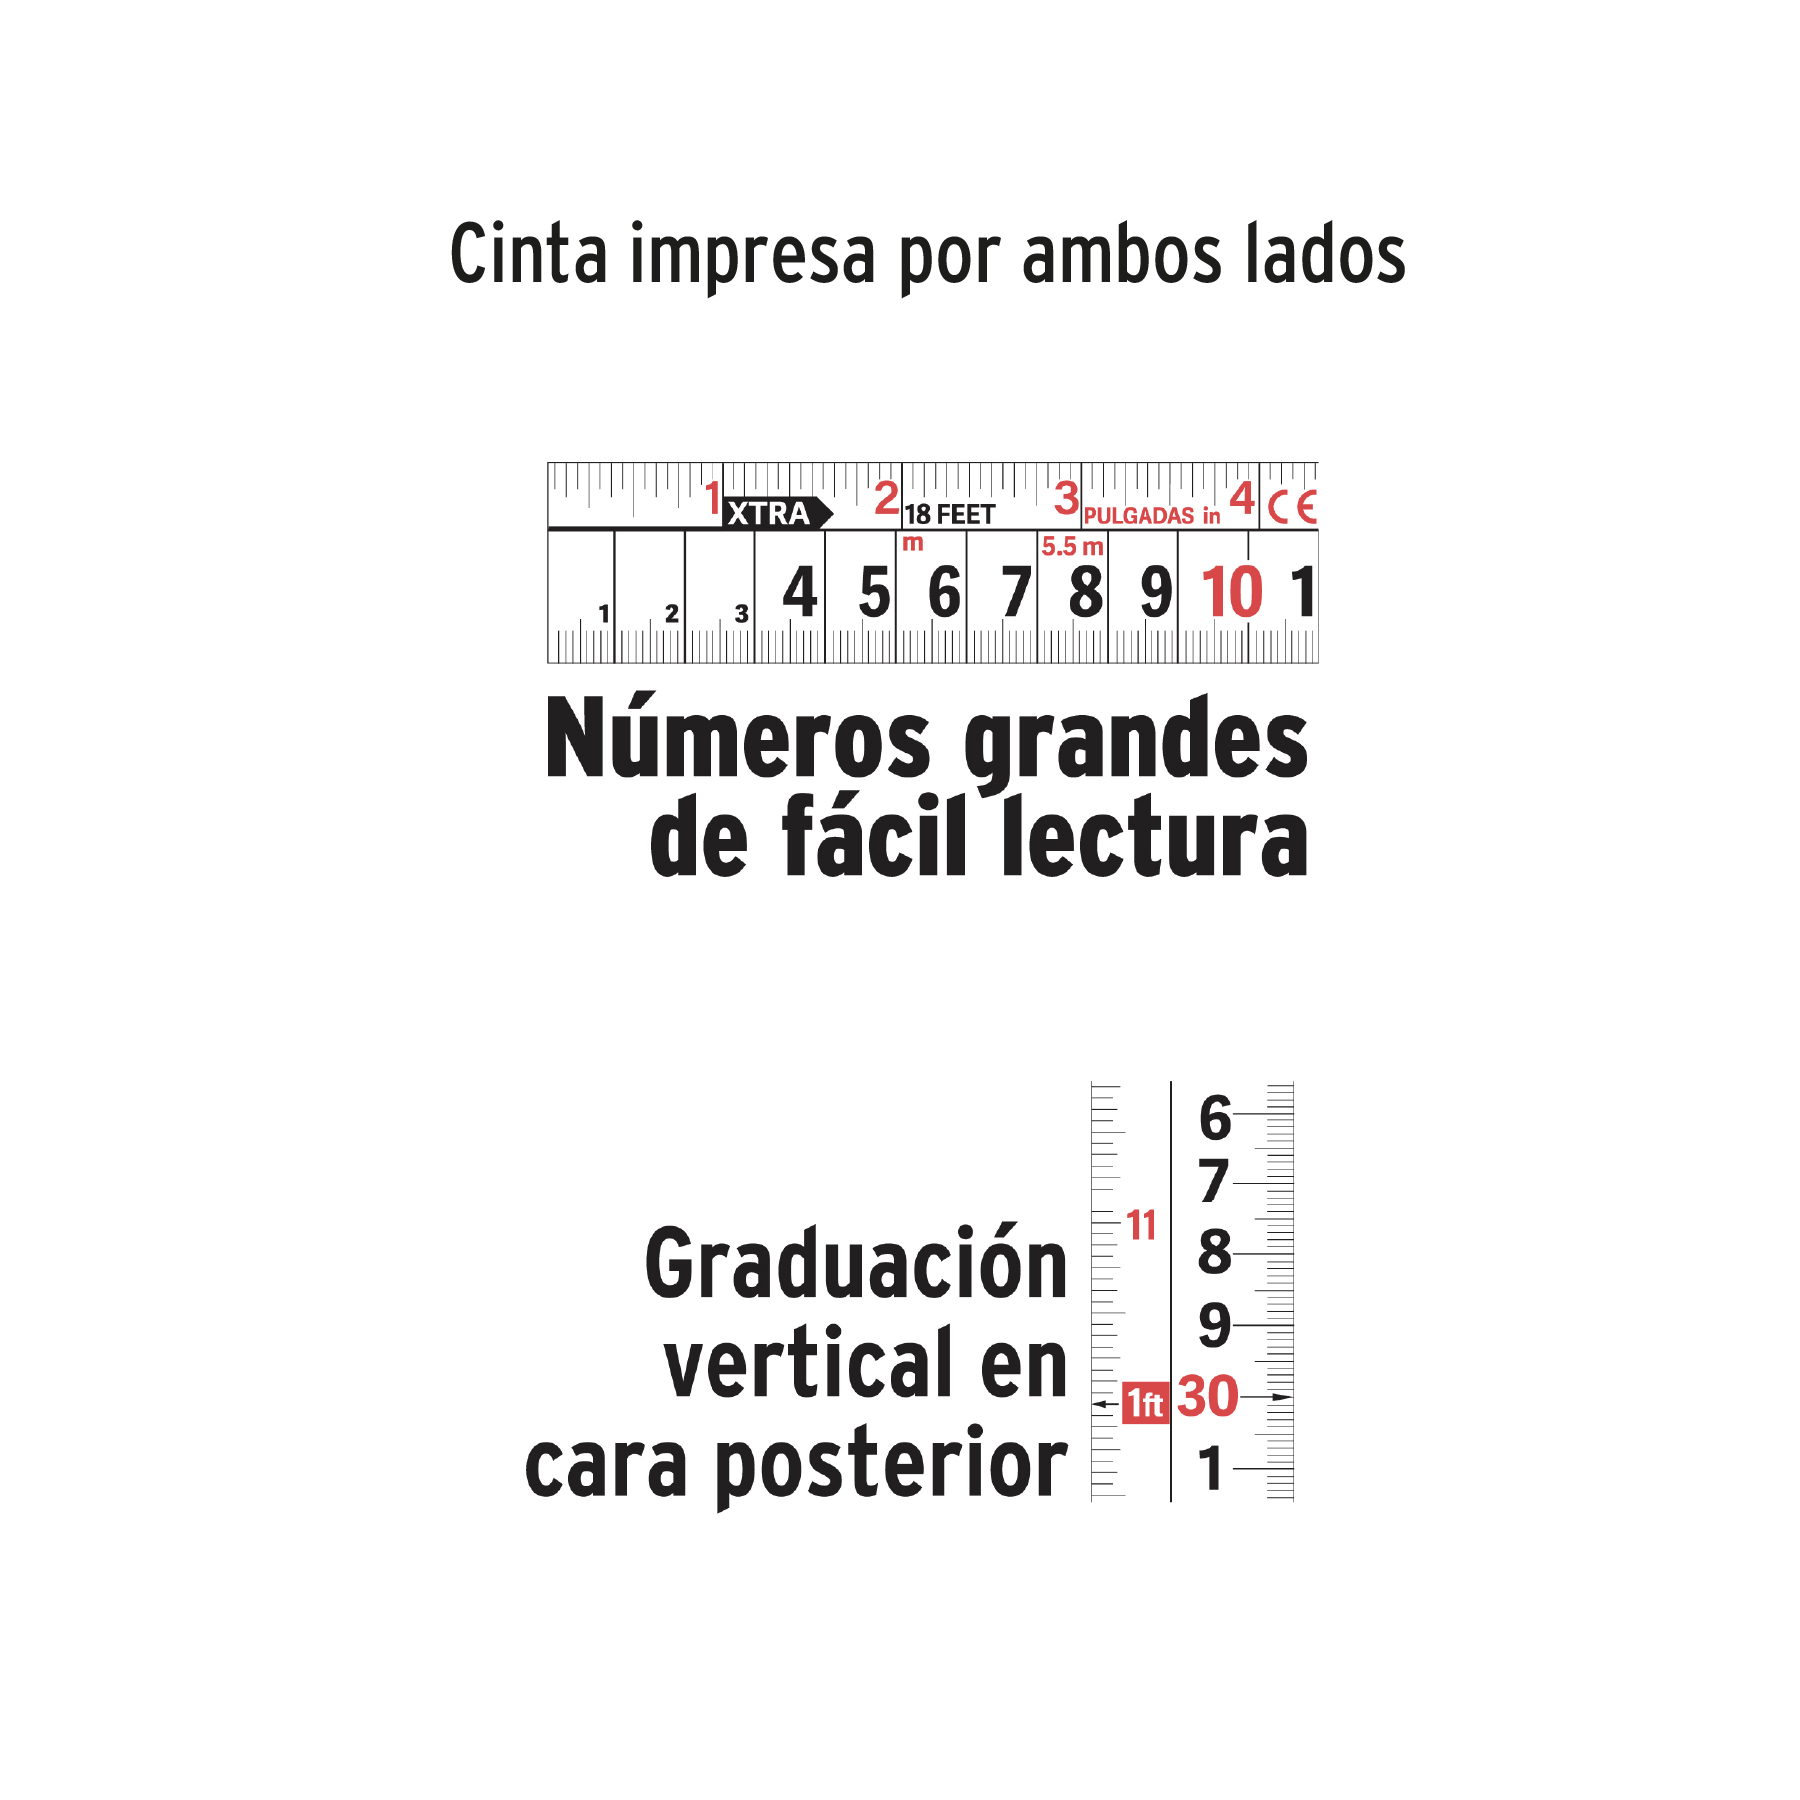 Cinta impresa por ambos lados
1 2 3 4
XTRA 18 FEET PULGADAS in CE
m 5.5 m
1 2 3 4 5 6 7 8 9 10 1
Números grandes
de fácil lectura
6
7
11
8
9
1ft 30
1
Graduación
vertical en
cara posterior